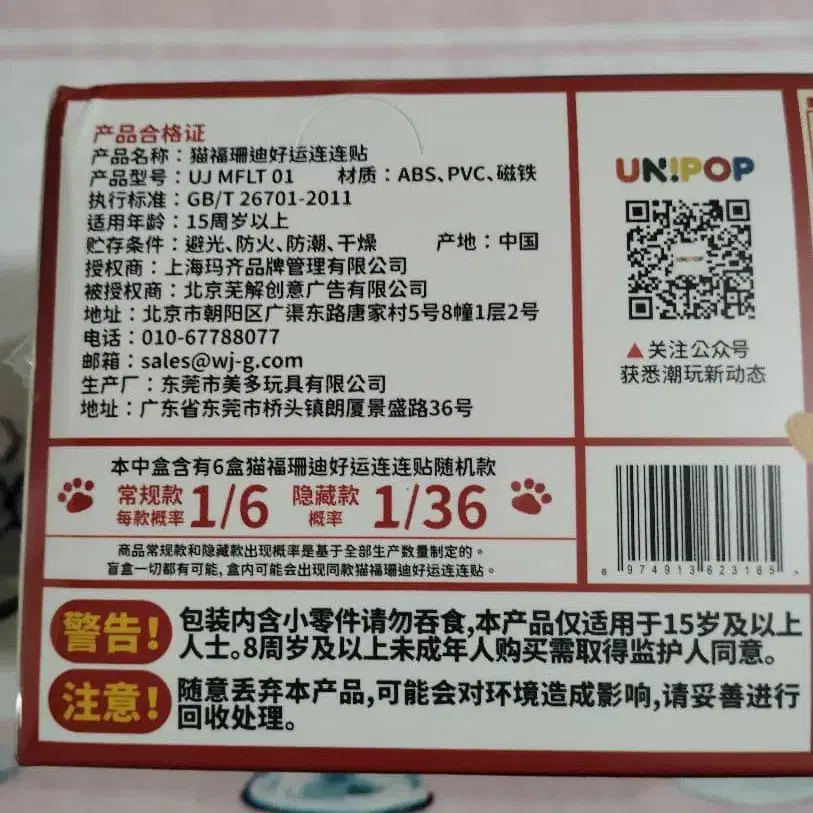 产品合格证
产品名称：猫福珊迪好运连连贴
产品型号：UJ MFLT 01 材质：ABS、PVC、磁铁
执行标准：GB/T 26701-2011
适用年龄：15周岁以上
贮存条件：避光、防火、防潮、干燥 产地：中国
授权商：上海玛齐品牌管理有限公司
被授权商：北京芜解创意广告有限公司
地址：北京市朝阳区广渠东路唐家村5号8幢1层2号
电话：010-67788077
邮箱：sales@wj-g.com
生产厂：东莞市美多玩具有限公司
地址：广东省东莞市桥头镇朗厦景盛路36号
UN!POP
▲关注公众号
获悉潮玩新动态
本中盒含有6盒猫福珊迪好运连连贴随机款
常规款 每款概率 1/6 隐藏款 概率 1/36
商品常规款和隐藏款出现概率是基于全部生产数量制定的。
盲盒一切都有可能，盒内可能会出现同款猫福珊迪好运连连贴。
6 974913 623165 >
警告！ 包装内含小零件请勿吞食，本产品仅适用于15岁及以上
人士。8周岁及以上未成年人购买需取得监护人同意。
注意！ 随意丢弃本产品，可能会对环境造成影响，请妥善进行
回收处理。